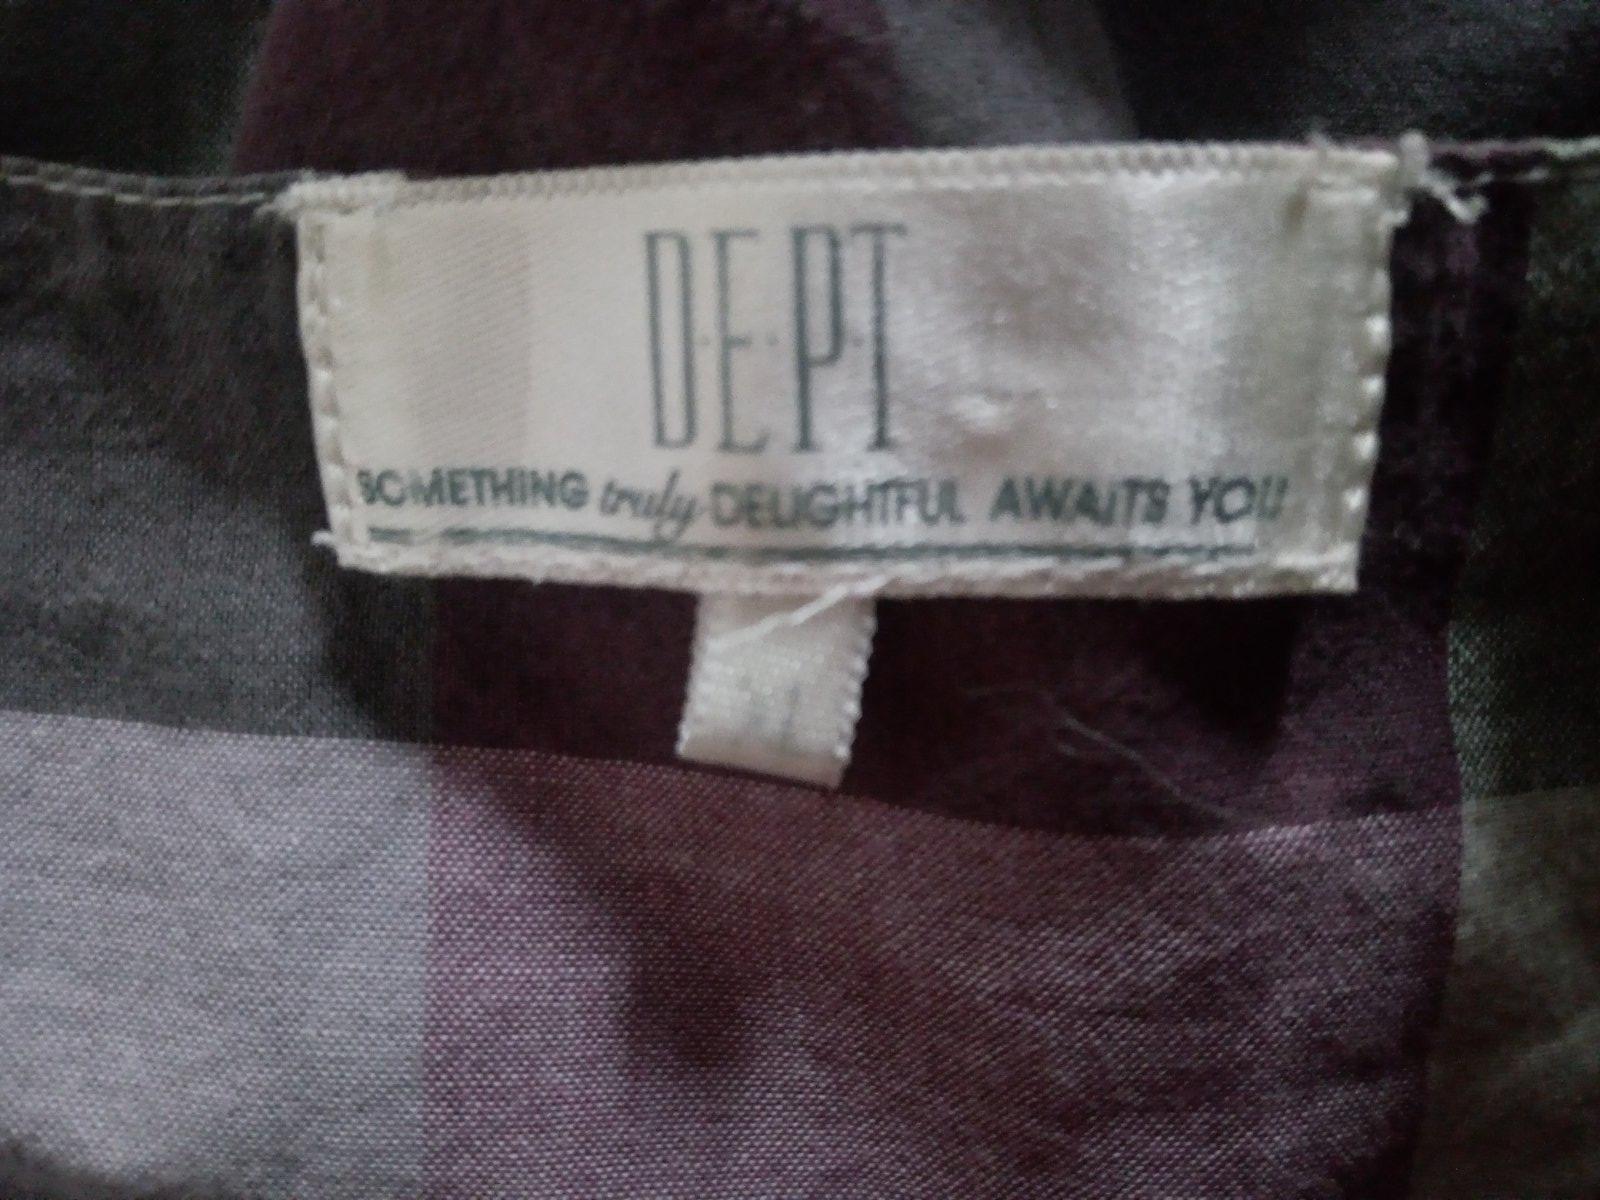 D·E·P·T
SOMETHING truly DELIGHTFUL AWAITS YOU